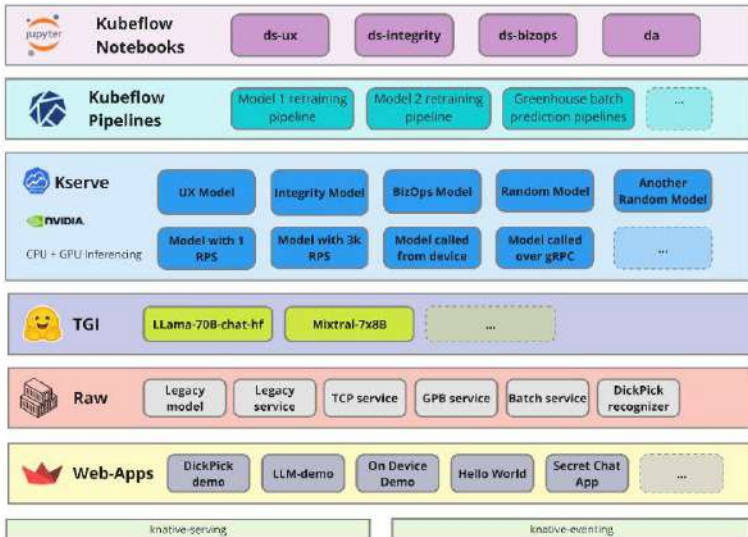 jupyter
Kubeflow
Notebooks
ds-ux
ds-integrity
ds-bizops
da
Kubeflow
Pipelines
Model 1 retraining
pipeline
Model 2 retraining
pipeline
Greenhouse batch
prediction pipelines
...
Kserve
NVIDIA.
CPU + GPU Inferencing
UX Model
Integrity Model
BizOps Model
Random Model
Another
Random Model
Model with 1
RPS
Model with 3k
RPS
Model called
from device
Model called
over gRPC
...
TGI
LLama-70B-chat-hf
Mixtral-7x8B
...
Raw
Legacy
model
Legacy
service
TCP service
GPB service
Batch service
DickPick
recognizer
Web-Apps
DickPick
demo
LLM-demo
On Device
Demo
Hello World
Secret Chat
App
...
knative-serving
knative-eventing